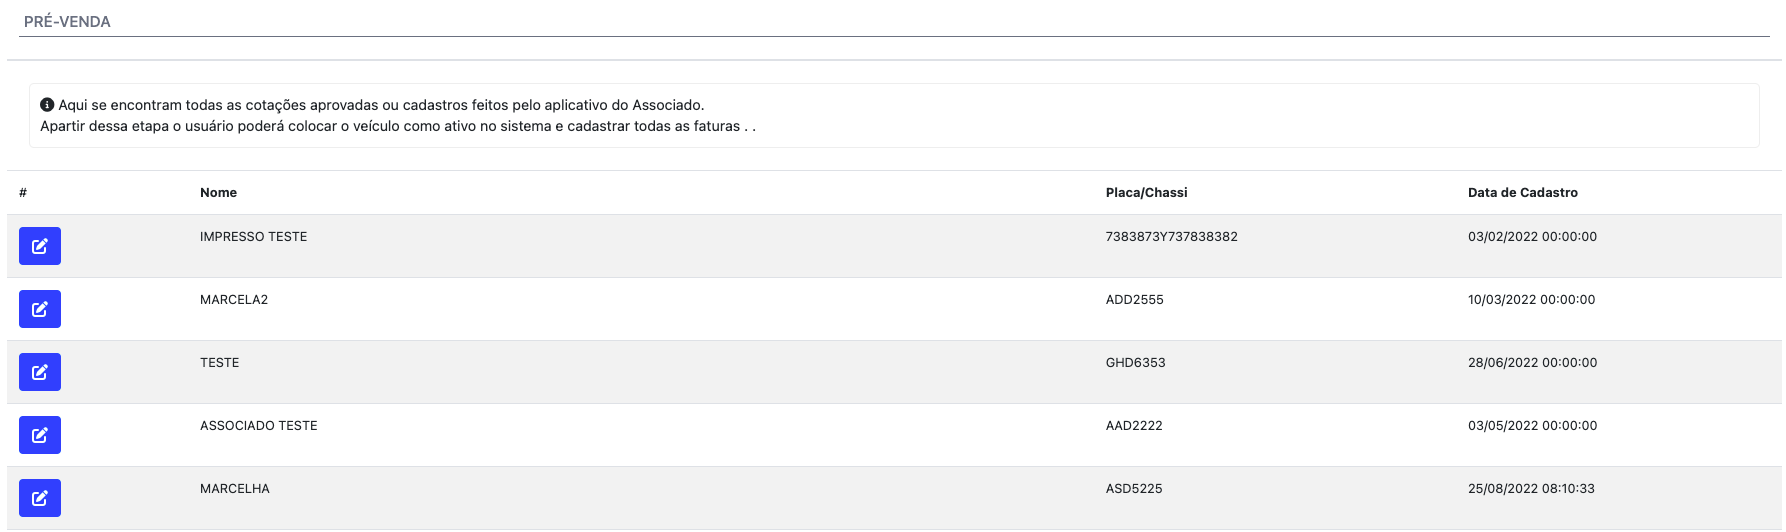 PRÉ-VENDA
Aqui se encontram todas as cotações aprovadas ou cadastros feitos pelo aplicativo do Associado.
Apartir dessa etapa o usuário poderá colocar o veículo como ativo no sistema e cadastrar todas as faturas . .
# Nome Placa/Chassi Data de Cadastro
IMPRESSO TESTE 7383873Y737838382 03/02/2022 00:00:00
MARCELA2 ADD2555 10/03/2022 00:00:00
TESTE GHD6353 28/06/2022 00:00:00
ASSOCIADO TESTE AAD2222 03/05/2022 00:00:00
MARCELHA ASD5225 25/08/2022 08:10:33